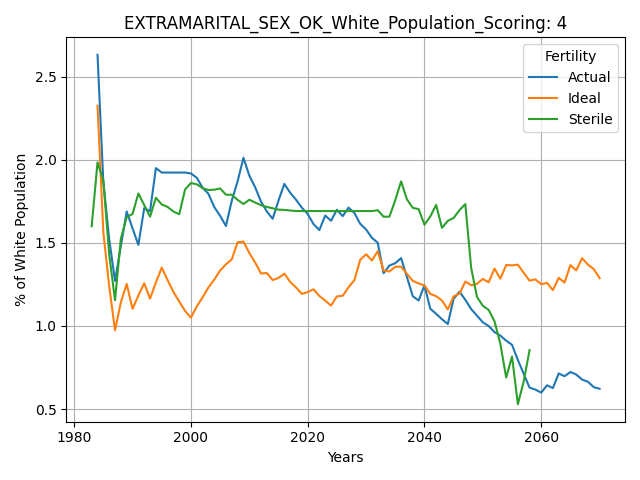 EXTRAMARITAL_SEX_OK_White_Population_Scoring: 4
Fertility
Actual
Ideal
Sterile
% of White Population
2.5
2.0
1.5
1.0
0.5
1980
2000
2020
2040
2060
Years